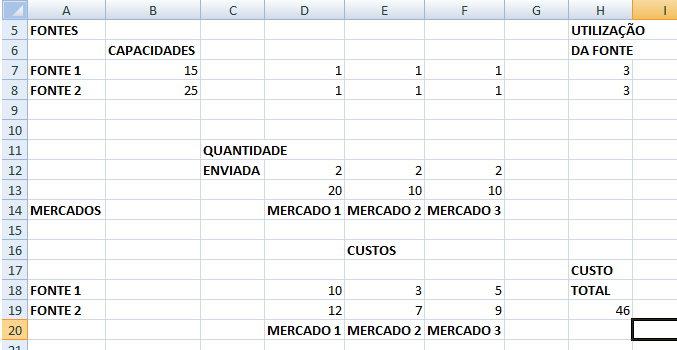 A B C D E F G H I
5 FONTES UTILIZAÇÃO
6 CAPACIDADES DA FONTE
7 FONTE 1 15 1 1 1 3
8 FONTE 2 25 1 1 1 3
9
10
11 QUANTIDADE
12 ENVIADA 2 2 2
13 20 10 10
14 MERCADOS MERCADO 1 MERCADO 2 MERCADO 3
15
16 CUSTOS
17 CUSTO
18 FONTE 1 10 3 5 TOTAL
19 FONTE 2 12 7 9 46
20 MERCADO 1 MERCADO 2 MERCADO 3
21